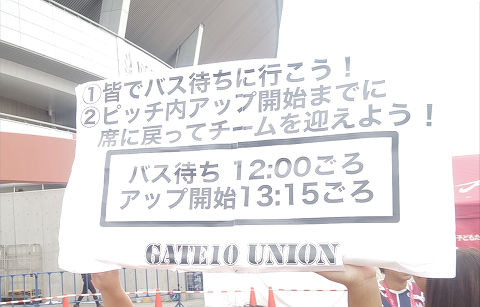 ①皆でバス待ちに行こう！
②ピッチ内アップ開始までに
席に戻ってチームを迎えよう！
バス待ち 12:00ごろ
アップ開始13:15ごろ
GATE10 UNION